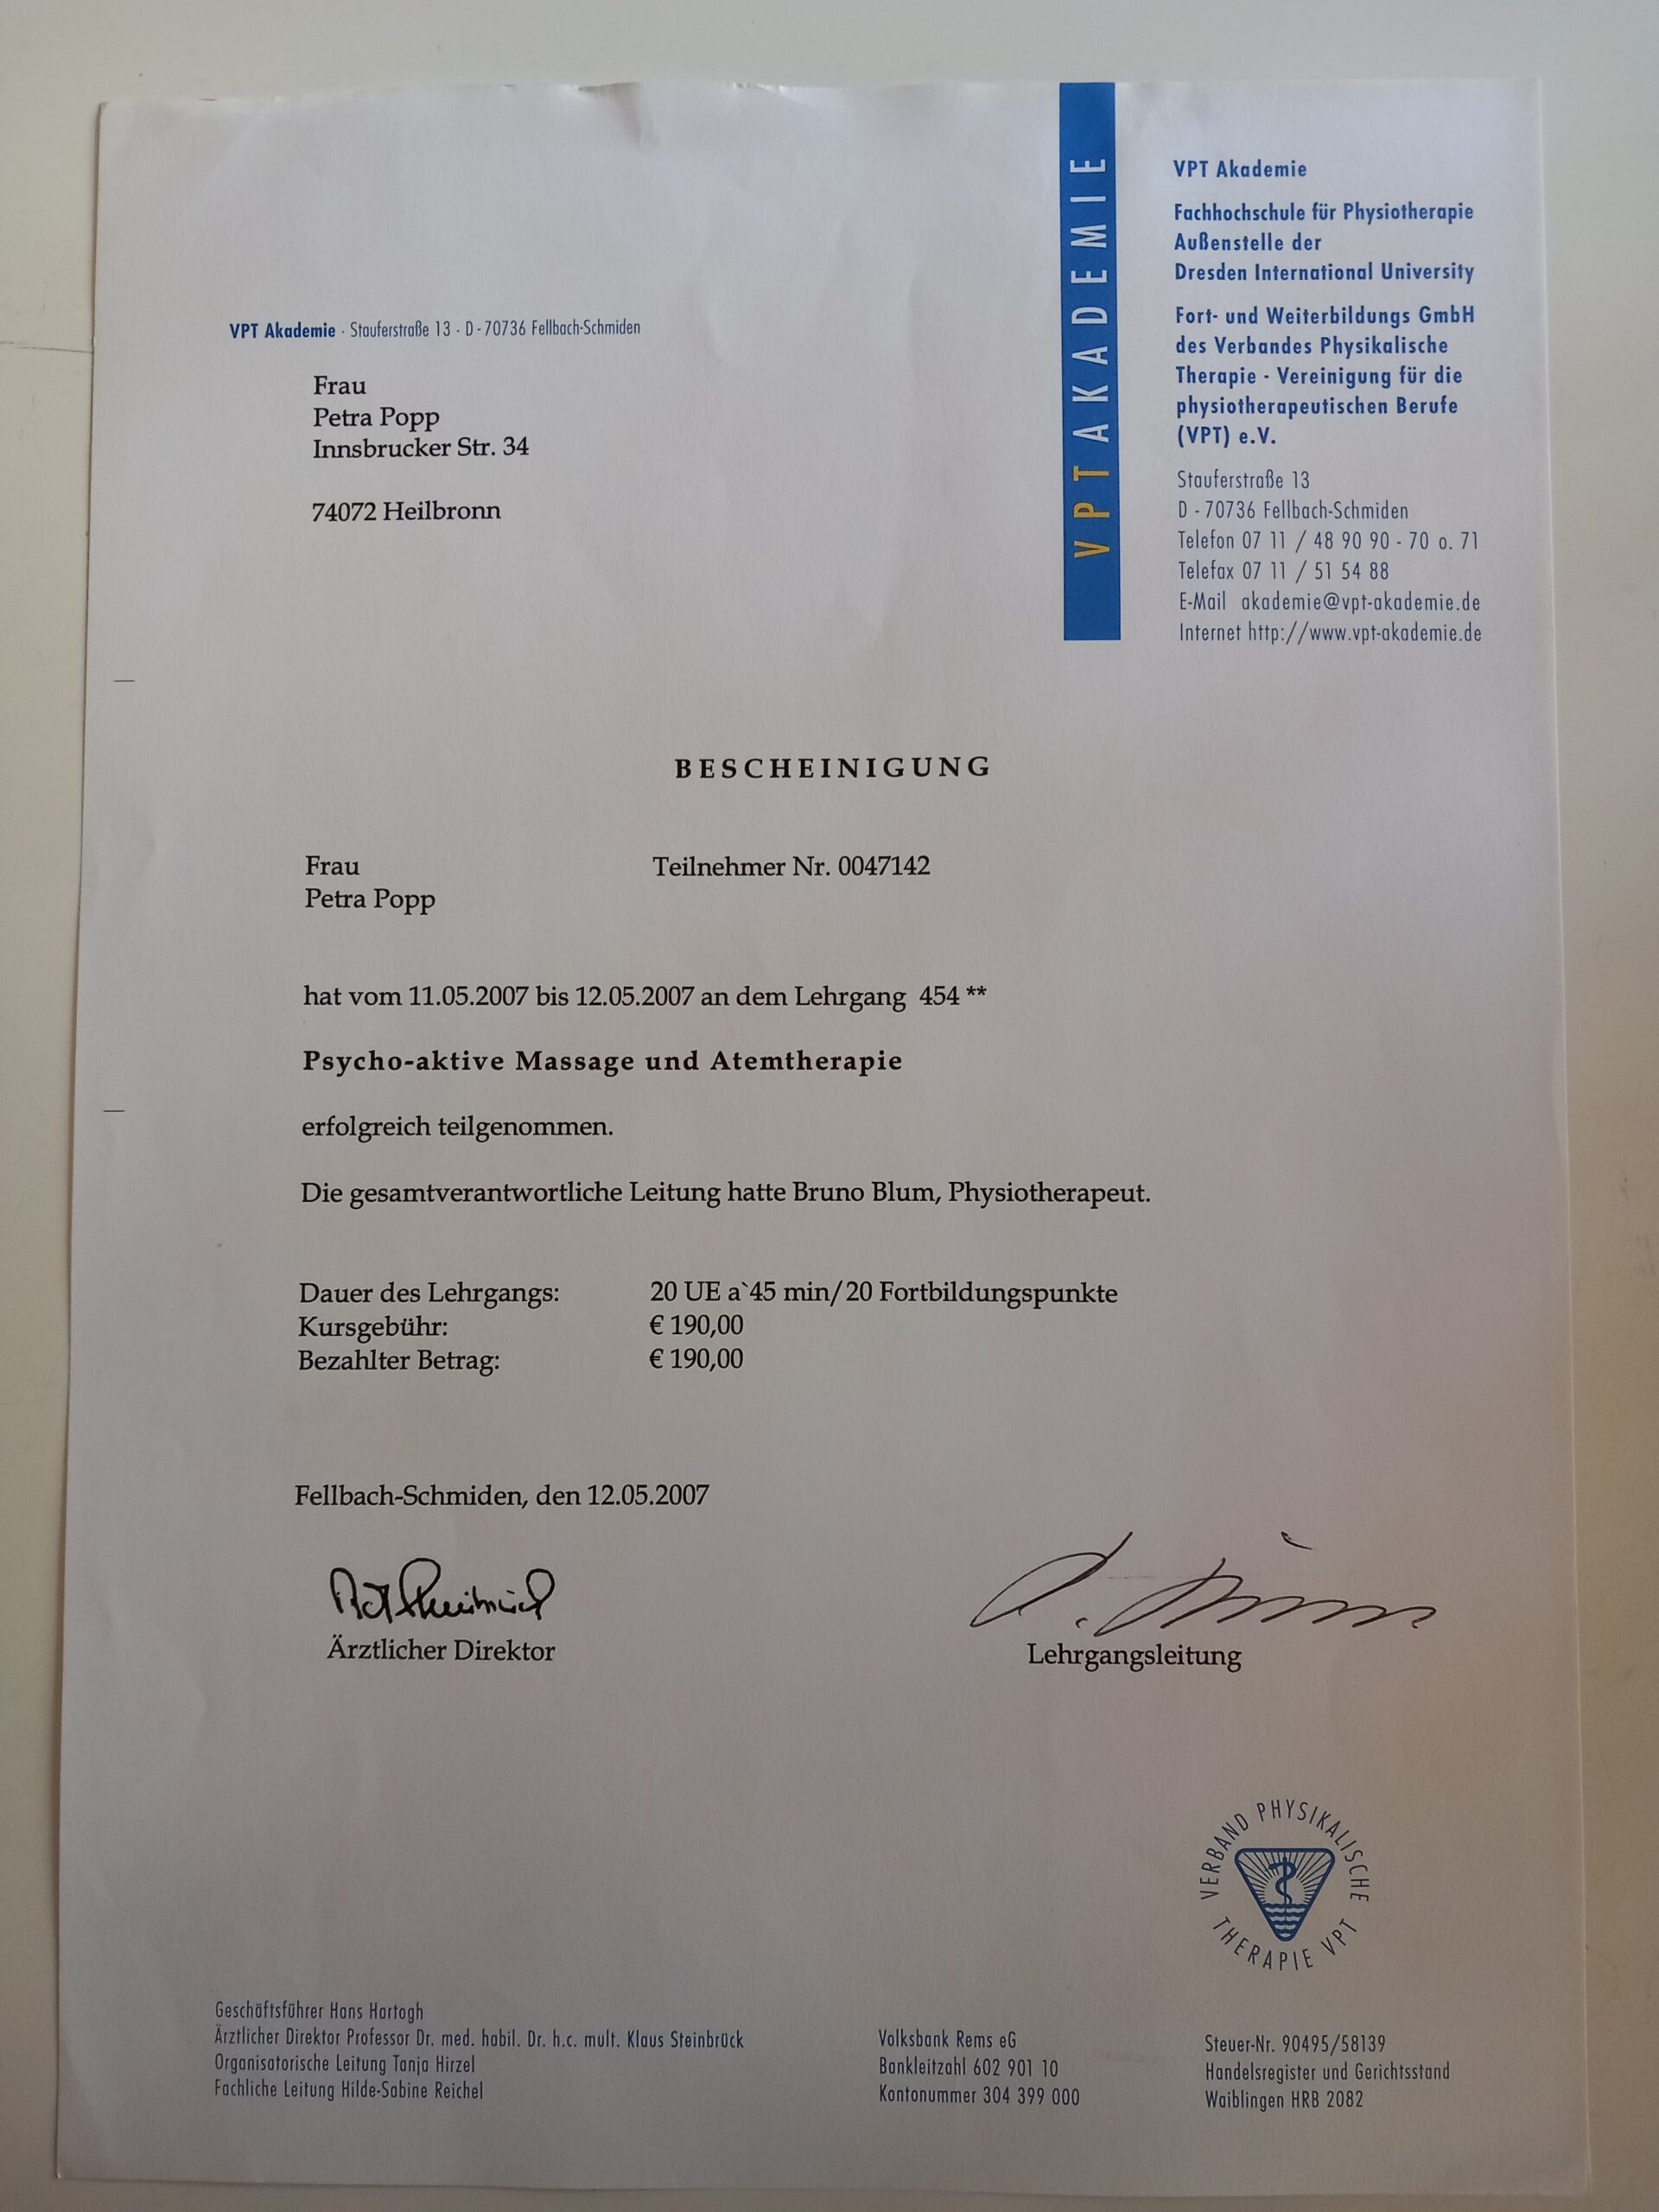 VPT AKADEMIE
VPT Akademie
Fachhochschule für Physiotherapie
Außenstelle der
Dresden International University
Fort- und Weiterbildungs GmbH
des Verbandes Physikalische
Therapie - Vereinigung für die
physiotherapeutischen Berufe
(VPT) e.V.
Stauferstraße 13
D - 70736 Fellbach-Schmiden
Telefon 07 11 / 48 90 90 - 70 o. 71
Telefax 07 11 / 51 54 88
E-Mail akademie@vpt-akademie.de
Internet http://www.vpt-akademie.de
VPT Akademie · Stauferstraße 13 · D - 70736 Fellbach-Schmiden
Frau
Petra Popp
Innsbrucker Str. 34
74072 Heilbronn
BESCHEINIGUNG
Frau Teilnehmer Nr. 0047142
Petra Popp
hat vom 11.05.2007 bis 12.05.2007 an dem Lehrgang 454 **
Psycho-aktive Massage und Atemtherapie
erfolgreich teilgenommen.
Die gesamtverantwortliche Leitung hatte Bruno Blum, Physiotherapeut.
Dauer des Lehrgangs: 20 UE a`45 min/20 Fortbildungspunkte
Kursgebühr: € 190,00
Bezahlter Betrag: € 190,00
Fellbach-Schmiden, den 12.05.2007
Ärztlicher Direktor
Lehrgangsleitung
VERBAND PHYSIKALISCHE
THERAPIE VPT
Geschäftsführer Hans Hartogh
Ärztlicher Direktor Professor Dr. med. habil. Dr. h.c. mult. Klaus Steinbrück
Organisatorische Leitung Tanja Hirzel
Fachliche Leitung Hilde-Sabine Reichel
Volksbank Rems eG
Bankleitzahl 602 901 10
Kontonummer 304 399 000
Steuer-Nr. 90495/58139
Handelsregister und Gerichtsstand
Waiblingen HRB 2082